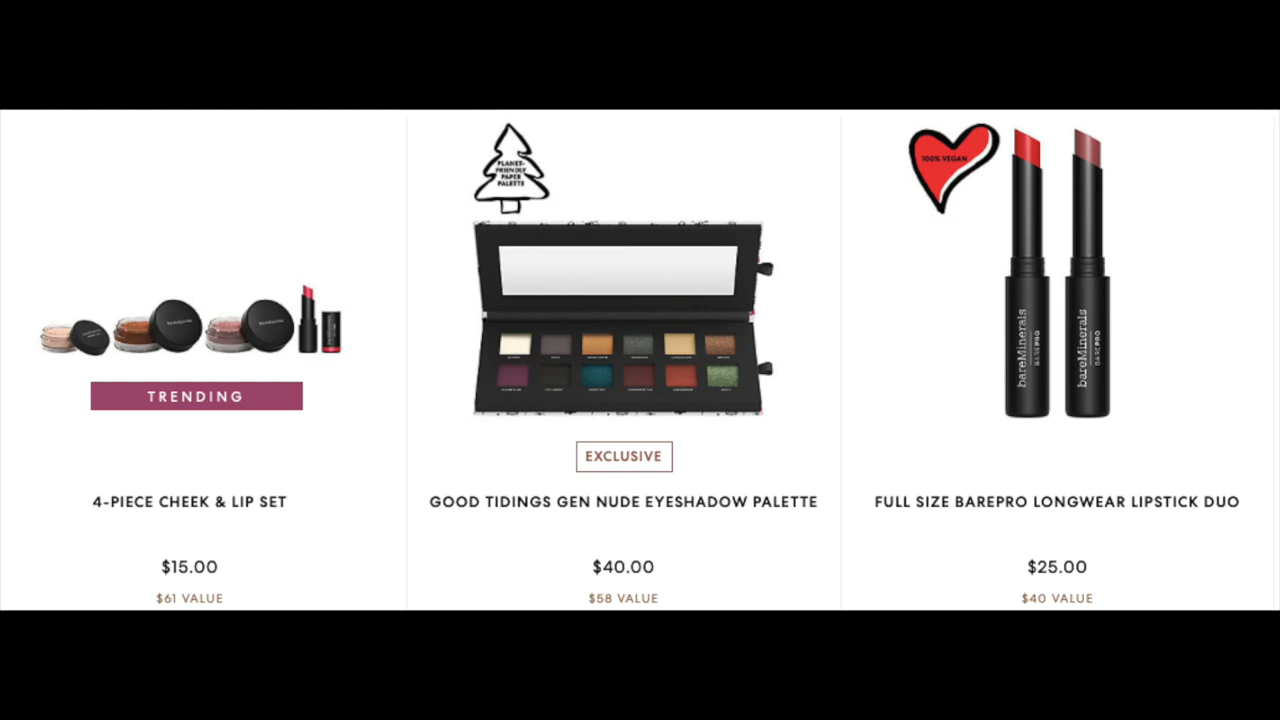 TRENDING
4-PIECE CHEEK & LIP SET
$15.00
$61 VALUE
PLANET-
FRIENDLY
PAPER
PALETTE
EXCLUSIVE
GOOD TIDINGS GEN NUDE EYESHADOW PALETTE
$40.00
$58 VALUE
100% VEGAN
bareMinerals
BAREPRO
bareMinerals
BAREPRO
FULL SIZE BAREPRO LONGWEAR LIPSTICK DUO
$25.00
$40 VALUE